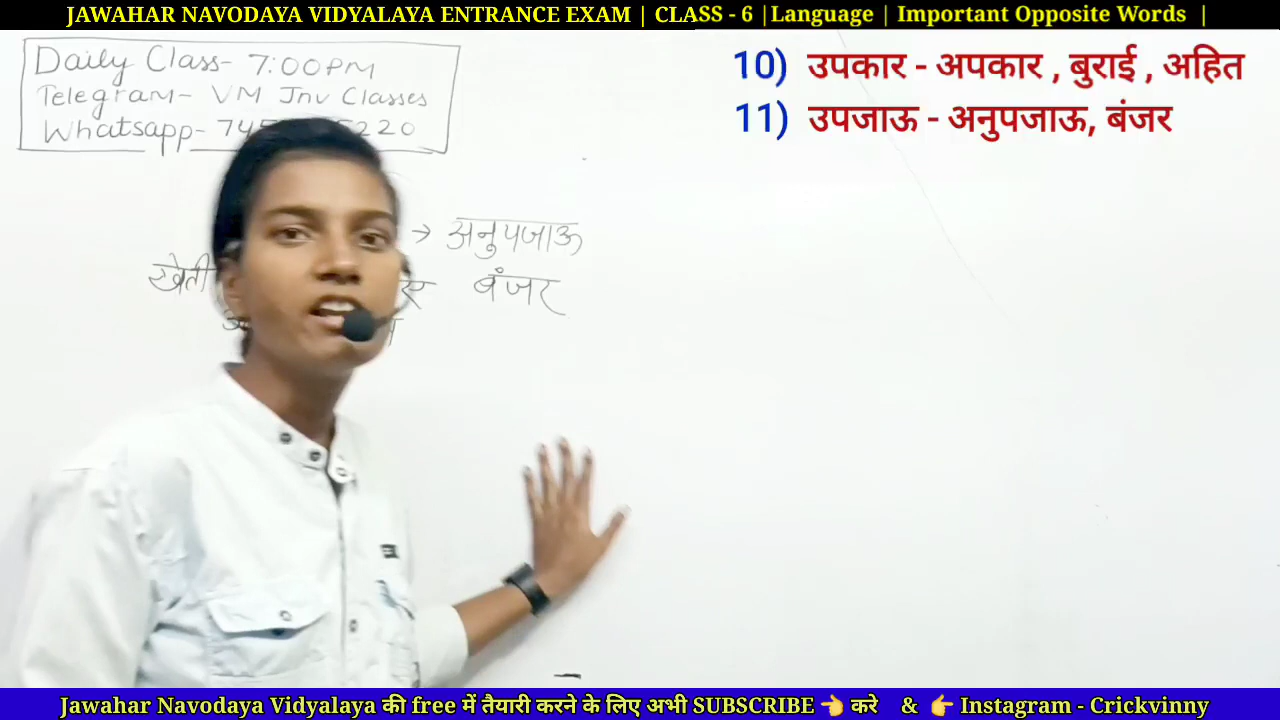 JAWAHAR NAVODAYA VIDYALAYA ENTRANCE EXAM | CLASS - 6 |Language | Important Opposite Words |
Daily Class- 7:00PM
Telegram- VM Jnv Classes
Whatsapp-
10) उपकार - अपकार , बुराई , अहित
11) उपजाऊ - अनुपजाऊ, बंजर
→ अनुपजाऊ
खेती बंजर
Jawahar Navodaya Vidyalaya की free में तैयारी करने के लिए अभी SUBSCRIBE 👈 करे & 👉 Instagram - Crickvinny